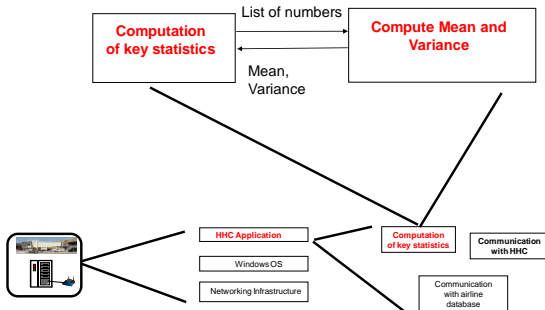 List of numbers
Computation
of key statistics
Compute Mean and
Variance
Mean,
Variance
HHC Application
Windows OS
Networking Infrastructure
Computation
of key statistics
Communication
with HHC
Communication
with airline
database